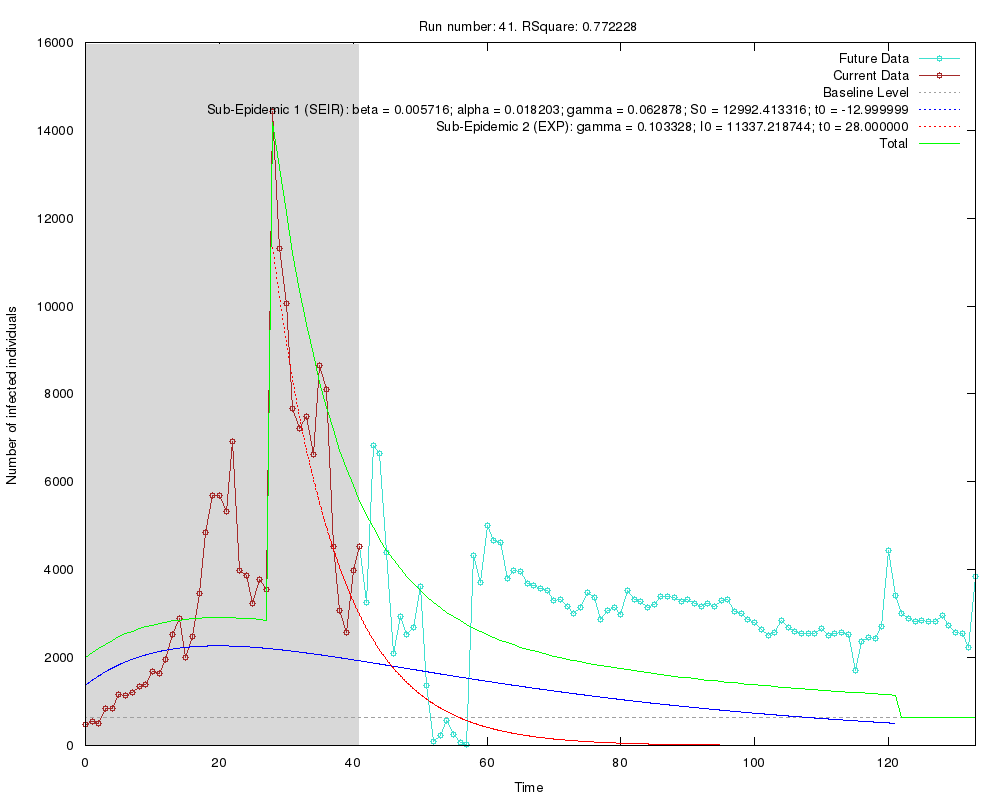 Run number: 41. RSquare: 0.772228
16000
14000
12000
10000
8000
6000
4000
2000
0
Number of infected individuals
Future Data
Current Data
Baseline Level
Sub-Epidemic 1 (SEIR): beta = 0.005716; alpha = 0.018203; gamma = 0.062878; S0 = 12992.413316; t0 = -12.999999
Sub-Epidemic 2 (EXP): gamma = 0.103328; I0 = 11337.218744; t0 = 28.000000
Total
0 20 40 60 80 100 120
Time